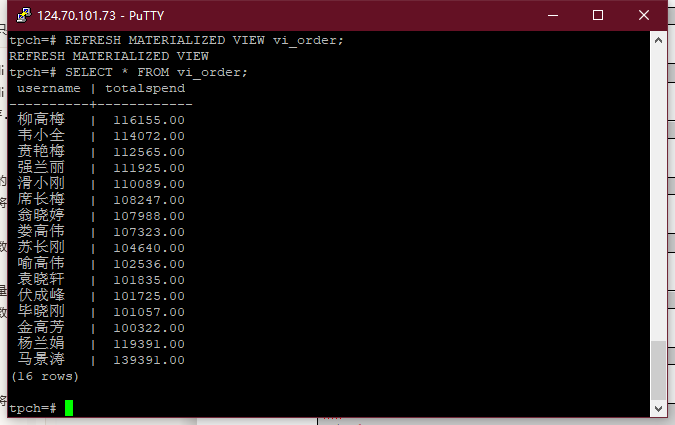 124.70.101.73 - PuTTY
tpch=# REFRESH MATERIALIZED VIEW vi_order;
REFRESH MATERIALIZED VIEW
tpch=# SELECT * FROM vi_order;
username | totalspend
----------+------------
柳高梅 | 116155.00
韦小全 | 114072.00
贲艳梅 | 112565.00
强兰丽 | 111925.00
滑小刚 | 110089.00
席长梅 | 108247.00
翁晓婷 | 107988.00
娄高伟 | 107323.00
苏长刚 | 104640.00
喻高伟 | 102536.00
袁晓轩 | 101835.00
伏成峰 | 101725.00
毕晓刚 | 101057.00
金高芳 | 100322.00
杨兰娟 | 119391.00
马景涛 | 139391.00
(16 rows)
tpch=#